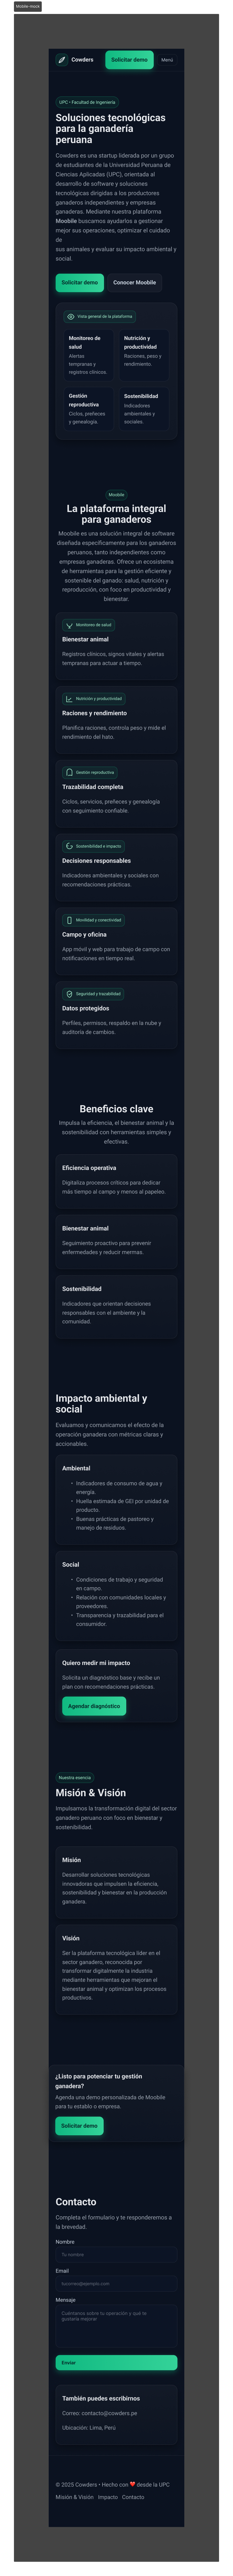 Mobile-mock
Cowders
Solicitar demo
Menú
UPC • Facultad de Ingeniería
Soluciones tecnológicas
para la ganadería
peruana
Cowders es una startup liderada por un grupo
de estudiantes de la Universidad Peruana de
Ciencias Aplicadas (UPC), orientada al
desarrollo de software y soluciones
tecnológicas dirigidas a los productores
ganaderos independientes y empresas
ganaderas. Mediante nuestra plataforma
Moobile buscamos ayudarlos a gestionar
mejor sus operaciones, optimizar el cuidado
de
sus animales y evaluar su impacto ambiental y
social.
Solicitar demo
Conocer Moobile
Vista general de la plataforma
Monitoreo de
salud
Alertas
tempranas y
registros clínicos.
Nutrición y
productividad
Raciones, peso y
rendimiento.
Gestión
reproductiva
Ciclos, preñeces
y genealogía.
Sostenibilidad
Indicadores
ambientales y
sociales.
Moobile
La plataforma integral
para ganaderos
Moobile es una solución integral de software
diseñada específicamente para los ganaderos
peruanos, tanto independientes como
empresas ganaderas. Ofrece un ecosistema
de herramientas para la gestión eficiente y
sostenible del ganado: salud, nutrición y
reproducción, con foco en productividad y
bienestar.
Monitoreo de salud
Bienestar animal
Registros clínicos, signos vitales y alertas
tempranas para actuar a tiempo.
Nutrición y productividad
Raciones y rendimiento
Planifica raciones, controla peso y mide el
rendimiento del hato.
Gestión reproductiva
Trazabilidad completa
Ciclos, servicios, preñeces y genealogía
con seguimiento confiable.
Sostenibilidad e impacto
Decisiones responsables
Indicadores ambientales y sociales con
recomendaciones prácticas.
Movilidad y conectividad
Campo y oficina
App móvil y web para trabajo de campo con
notificaciones en tiempo real.
Seguridad y trazabilidad
Datos protegidos
Perfiles, permisos, respaldo en la nube y
auditoría de cambios.
Beneficios clave
Impulsa la eficiencia, el bienestar animal y la
sostenibilidad con herramientas simples y
efectivas.
Eficiencia operativa
Digitaliza procesos críticos para dedicar
más tiempo al campo y menos al papeleo.
Bienestar animal
Seguimiento proactivo para prevenir
enfermedades y reducir mermas.
Sostenibilidad
Indicadores que orientan decisiones
responsables con el ambiente y la
comunidad.
Impacto ambiental y
social
Evaluamos y comunicamos el efecto de la
operación ganadera con métricas claras y
accionables.
Ambiental
• Indicadores de consumo de agua y
energía.
• Huella estimada de GEI por unidad de
producto.
• Buenas prácticas de pastoreo y
manejo de residuos.
Social
• Condiciones de trabajo y seguridad
en campo.
• Relación con comunidades locales y
proveedores.
• Transparencia y trazabilidad para el
consumidor.
Quiero medir mi impacto
Solicita un diagnóstico base y recibe un
plan con recomendaciones prácticas.
Agendar diagnóstico
Nuestra esencia
Misión & Visión
Impulsamos la transformación digital del sector
ganadero peruano con foco en bienestar y
sostenibilidad.
Misión
Desarrollar soluciones tecnológicas
innovadoras que impulsen la eficiencia,
sostenibilidad y bienestar en la producción
ganadera.
Visión
Ser la plataforma tecnológica líder en el
sector ganadero, reconocida por
transformar digitalmente la industria
mediante herramientas que mejoran el
bienestar animal y optimizan los procesos
productivos.
¿Listo para potenciar tu gestión
ganadera?
Agenda una demo personalizada de Moobile
para tu establo o empresa.
Solicitar demo
Contacto
Completa el formulario y te responderemos a
la brevedad.
Nombre
Tu nombre
Email
tucorreo@ejemplo.com
Mensaje
Cuéntanos sobre tu operación y qué te
gustaría mejorar
Enviar
También puedes escribirnos
Correo: contacto@cowders.pe
Ubicación: Lima, Perú
© 2025 Cowders • Hecho con ❤️ desde la UPC
Misión & Visión Impacto Contacto